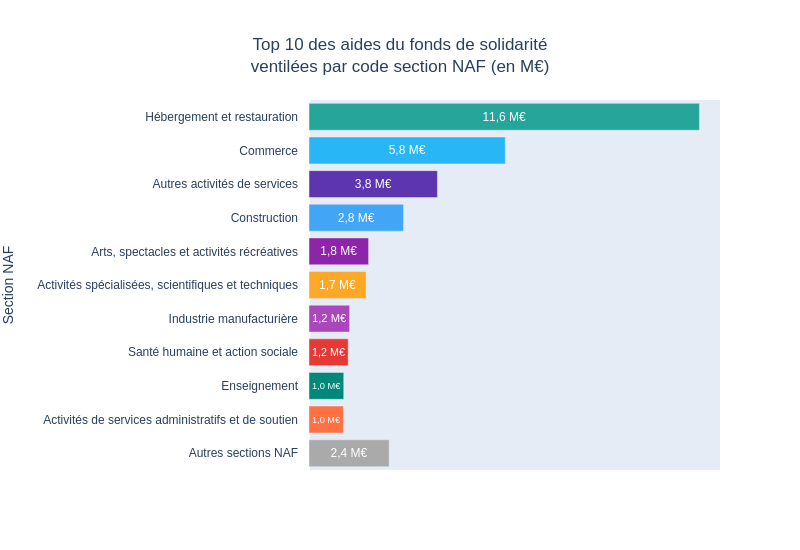 Top 10 des aides du fonds de solidarité
ventilées par code section NAF (en M€)
Section NAF
Hébergement et restauration 11,6 M€
Commerce 5,8 M€
Autres activités de services 3,8 M€
Construction 2,8 M€
Arts, spectacles et activités récréatives 1,8 M€
Activités spécialisées, scientifiques et techniques 1,7 M€
Industrie manufacturière 1,2 M€
Santé humaine et action sociale 1,2 M€
Enseignement 1,0 M€
Activités de services administratifs et de soutien 1,0 M€
Autres sections NAF 2,4 M€